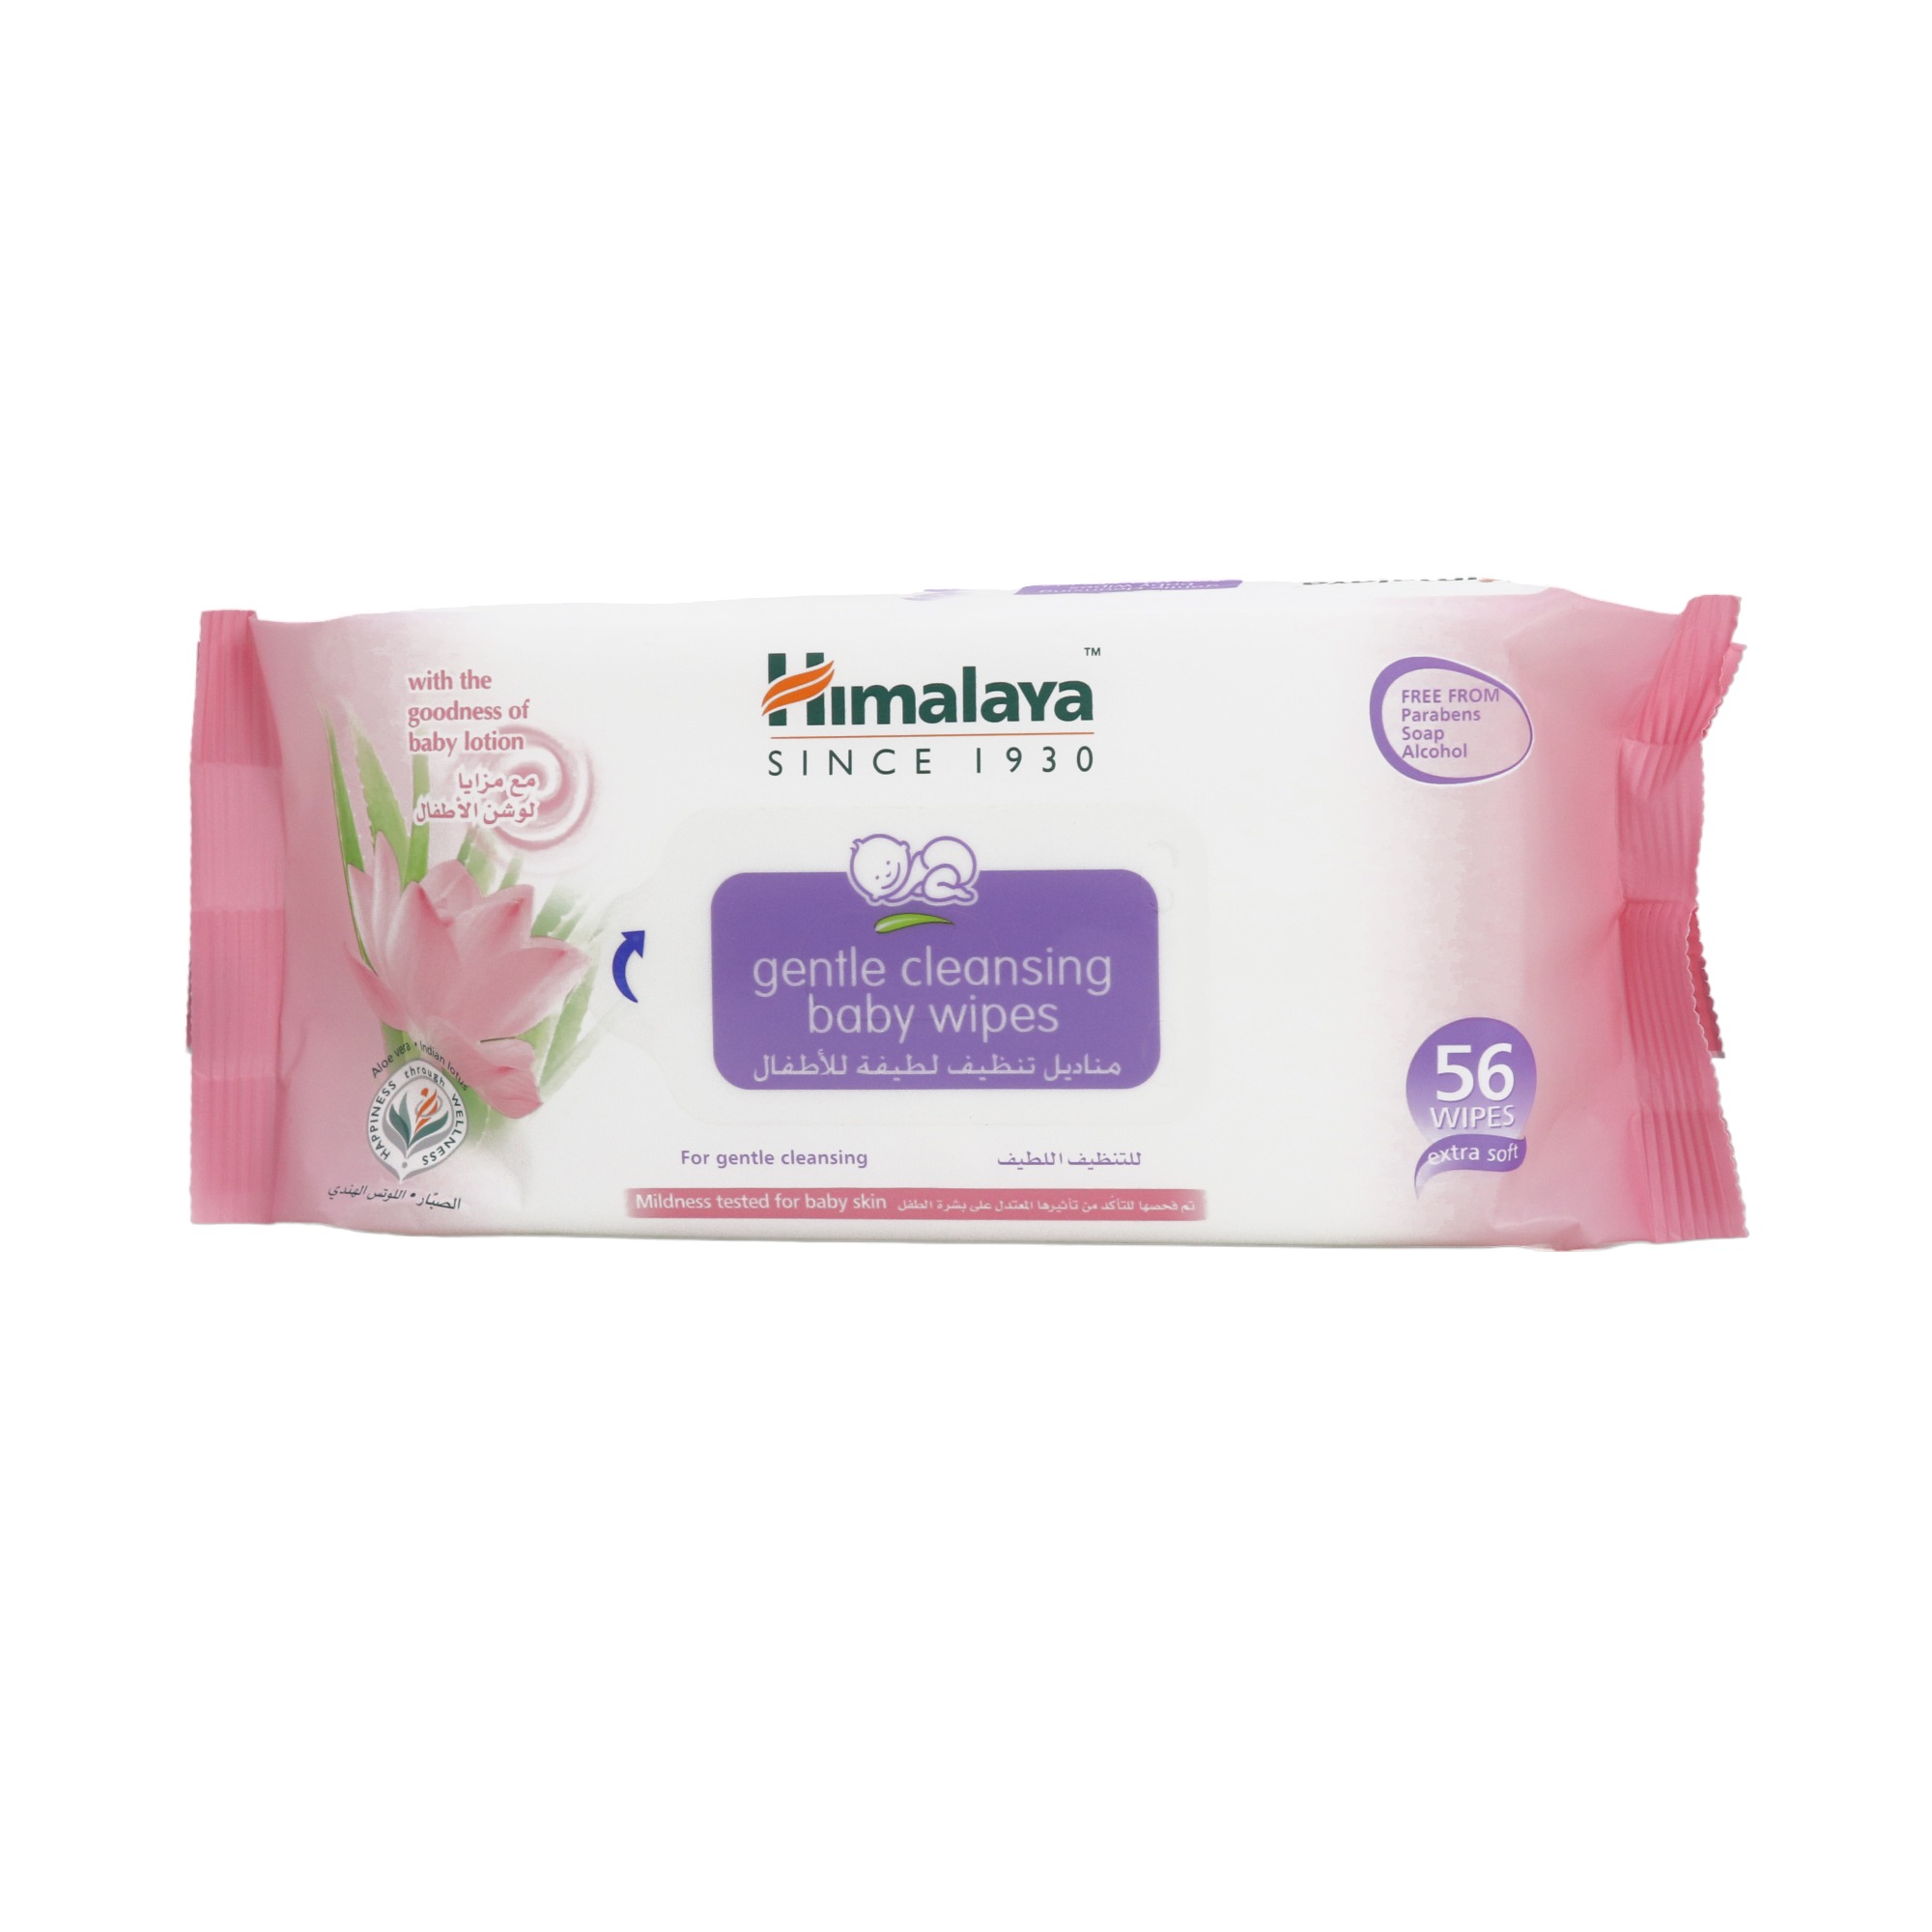 with the
goodness of
baby lotion
مع مزايا
لوشن الأطفال
Himalaya™
SINCE 1930
FREE FROM
Parabens
Soap
Alcohol
gentle cleansing
baby wipes
مناديل تنظيف لطيفة للأطفال
56
WIPES
extra soft
Aloe vera • Indian lotus
HAPPINESS through WELLNESS
الصبّار • اللوتس الهندي
For gentle cleansing
للتنظيف اللطيف
Mildness tested for baby skin تم فحصها للتأكد من تأثيرها المعتدل على بشرة الطفل